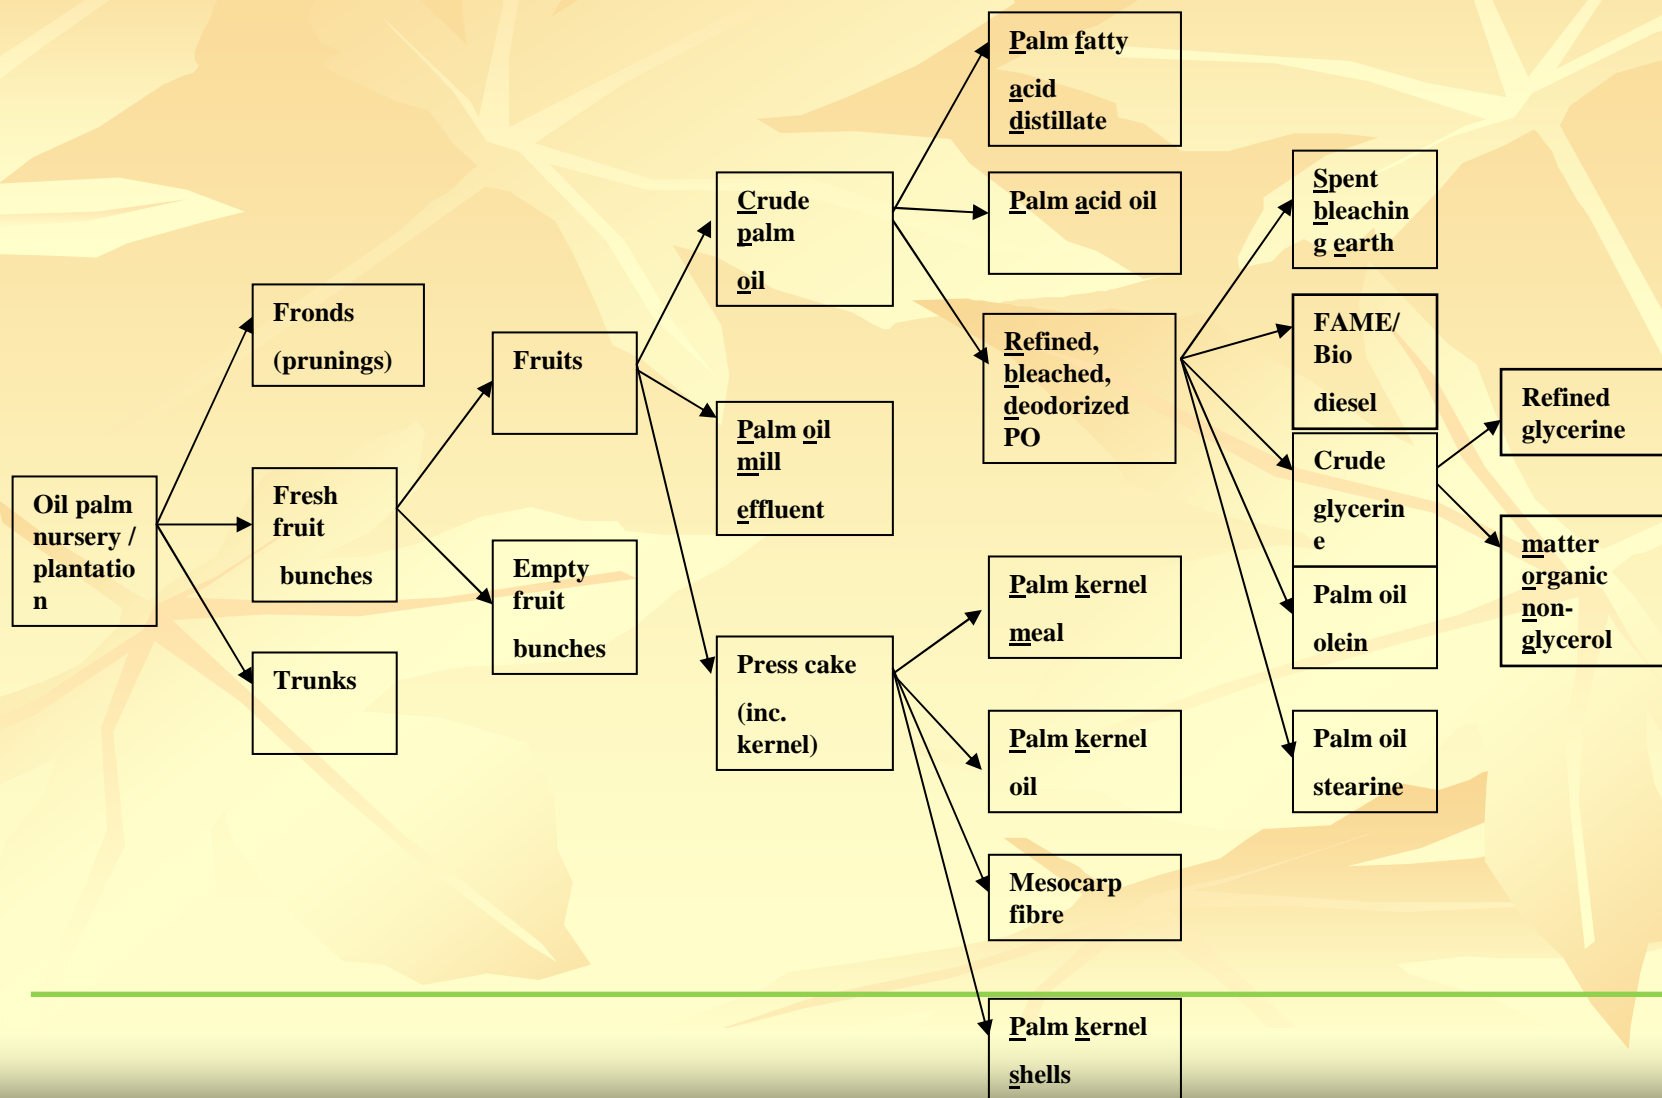 Oil palm
nursery /
plantatio
n
Fronds
(prunings)
Fresh
fruit
bunches
Trunks
Fruits
Empty
fruit
bunches
Crude
palm
oil
Palm oil
mill
effluent
Press cake
(inc.
kernel)
Palm fatty
acid
distillate
Palm acid oil
Refined,
bleached,
deodorized
PO
Palm kernel
meal
Palm kernel
oil
Mesocarp
fibre
Palm kernel
shells
Spent
bleachin
g earth
FAME/
Bio
diesel
Crude
glycerin
e
Palm oil
olein
Palm oil
stearine
Refined
glycerine
matter
organic
non-
glycerol